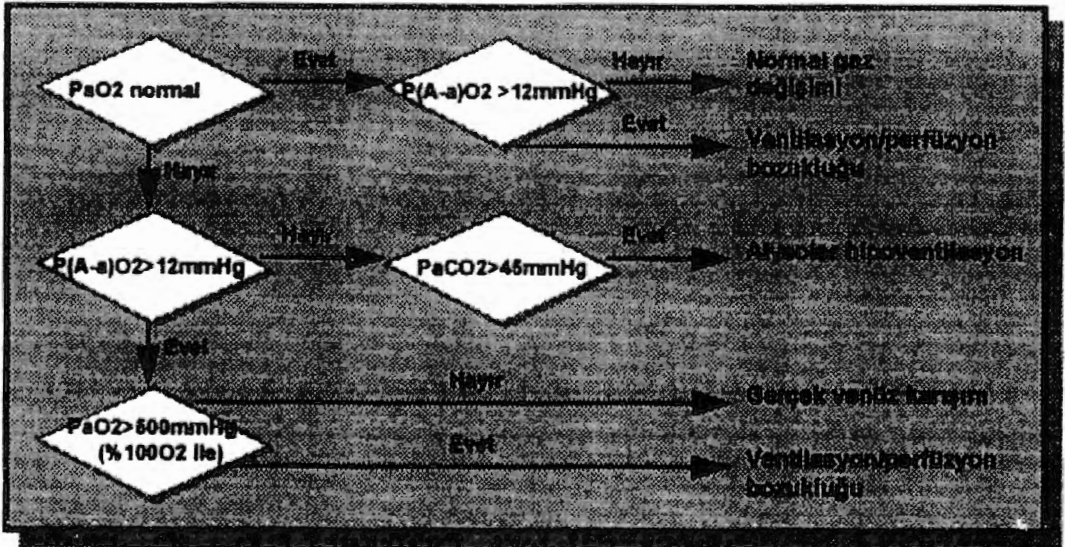 PaO2 normal
Evet
P(A-a)O2 >12mmHg
Hayır
Normal gaz
değişimi
Evet
Ventilasyon/perfüzyon
bozukluğu
Hayır
P(A-a)O2>12mmHg
Hayır
PaCO2>45mmHg
Evet
Alveoler hipoventilasyon
Evet
PaO2>500mmHg
(%100O2 ile)
Hayır
Gerçek venöz karışım
Evet
Ventilasyon/perfüzyon
bozukluğu